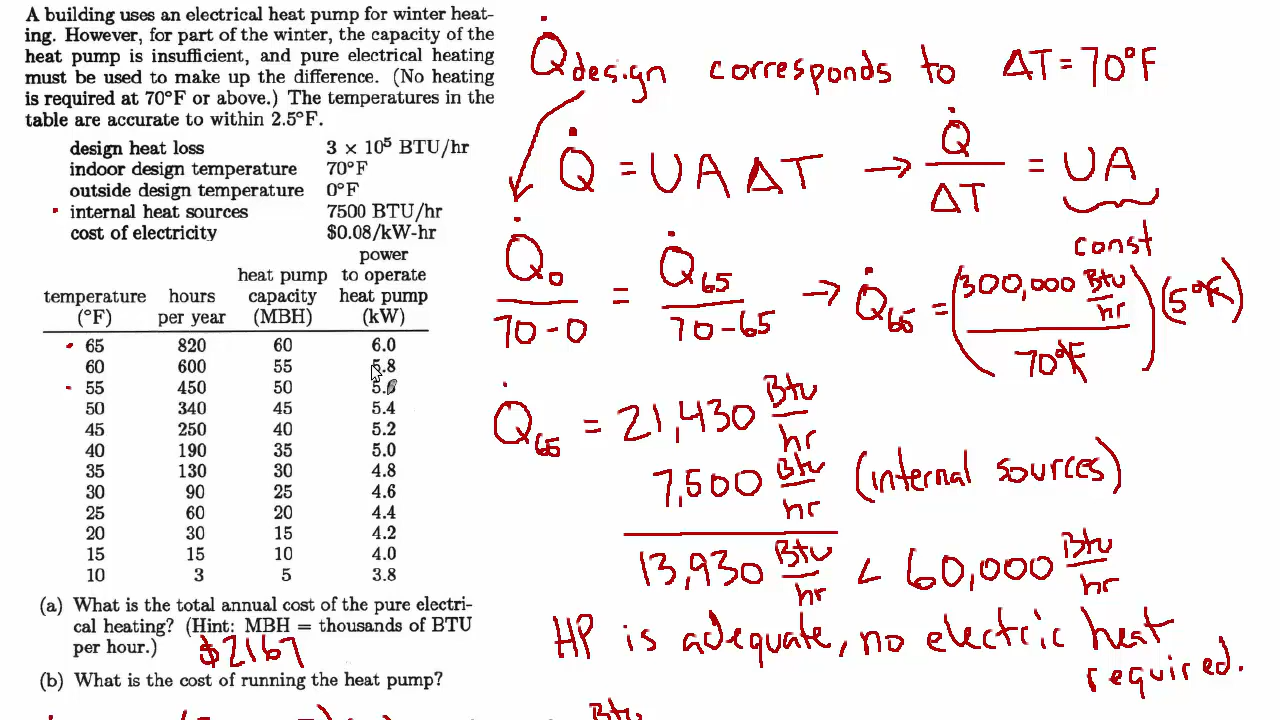 A building uses an electrical heat pump for winter heat-
ing. However, for part of the winter, the capacity of the
heat pump is insufficient, and pure electrical heating
must be used to make up the difference. (No heating
is required at 70°F or above.) The temperatures in the
table are accurate to within 2.5°F.
design heat loss 3 × 10⁵ BTU/hr
indoor design temperature 70°F
outside design temperature 0°F
internal heat sources 7500 BTU/hr
cost of electricity $0.08/kW-hr
power
heat pump to operate
temperature hours capacity heat pump
(°F) per year (MBH) (kW)
65 820 60 6.0
60 600 55 5.8
55 450 50 5.6
50 340 45 5.4
45 250 40 5.2
40 190 35 5.0
35 130 30 4.8
30 90 25 4.6
25 60 20 4.4
20 30 15 4.2
15 15 10 4.0
10 3 5 3.8
(a) What is the total annual cost of the pure electri-
cal heating? (Hint: MBH = thousands of BTU
per hour.) $2167
(b) What is the cost of running the heat pump?
Q̇design corresponds to ΔT = 70°F
Q̇ = UAΔT → Q̇/ΔT = UA
const
Q̇₀/(70-0) = Q̇₆₅/(70-65) → Q̇₆₅ = (300,000 Btu/hr / 70°F)(5°F)
Q̇₆₅ = 21,430 Btu/hr
7,500 Btu/hr (internal sources)
13,930 Btu/hr < 60,000 Btu/hr
HP is adequate, no electric heat
required.
Btu